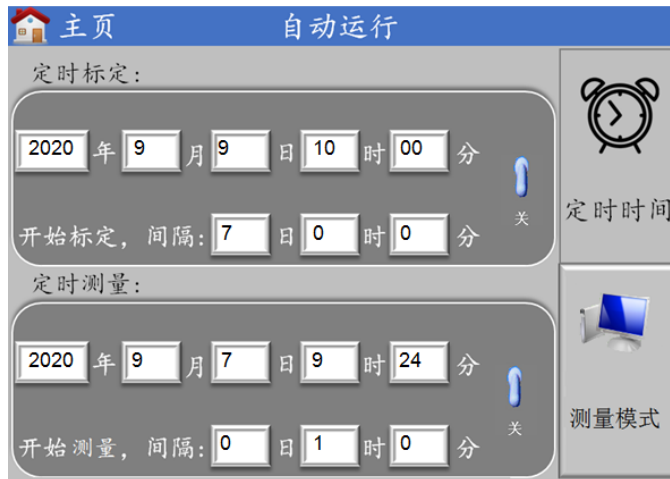 主页 自动运行
定时标定:
2020 年 9 月 9 日 10 时 00 分
关
开始标定，间隔: 7 日 0 时 0 分
定时时间
定时测量:
2020 年 9 月 7 日 9 时 24 分
关
开始测量，间隔: 0 日 1 时 0 分
测量模式